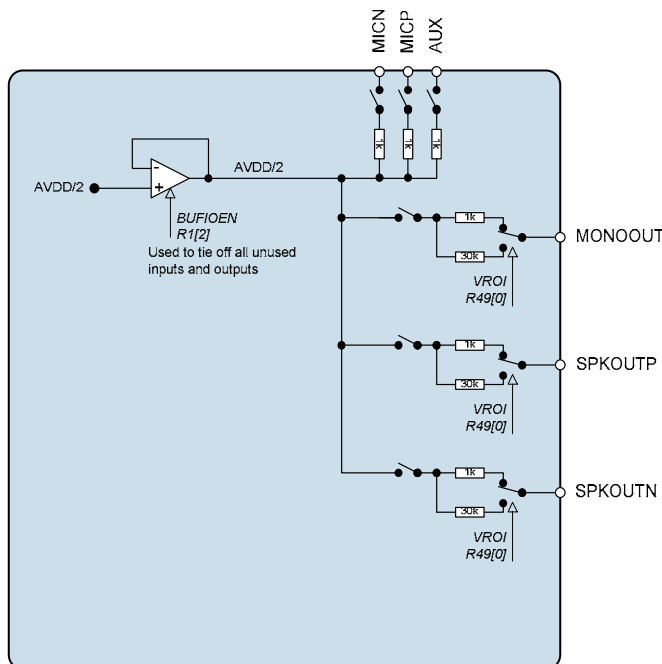 MICN
MICP
AUX
1k
1k
1k
AVDD/2
-
+
AVDD/2
BUFIOEN
R1[2]
Used to tie off all unused
inputs and outputs
1k
30k
MONOOUT
VROI
R49[0]
1k
30k
SPKOUTP
VROI
R49[0]
1k
30k
SPKOUTN
VROI
R49[0]